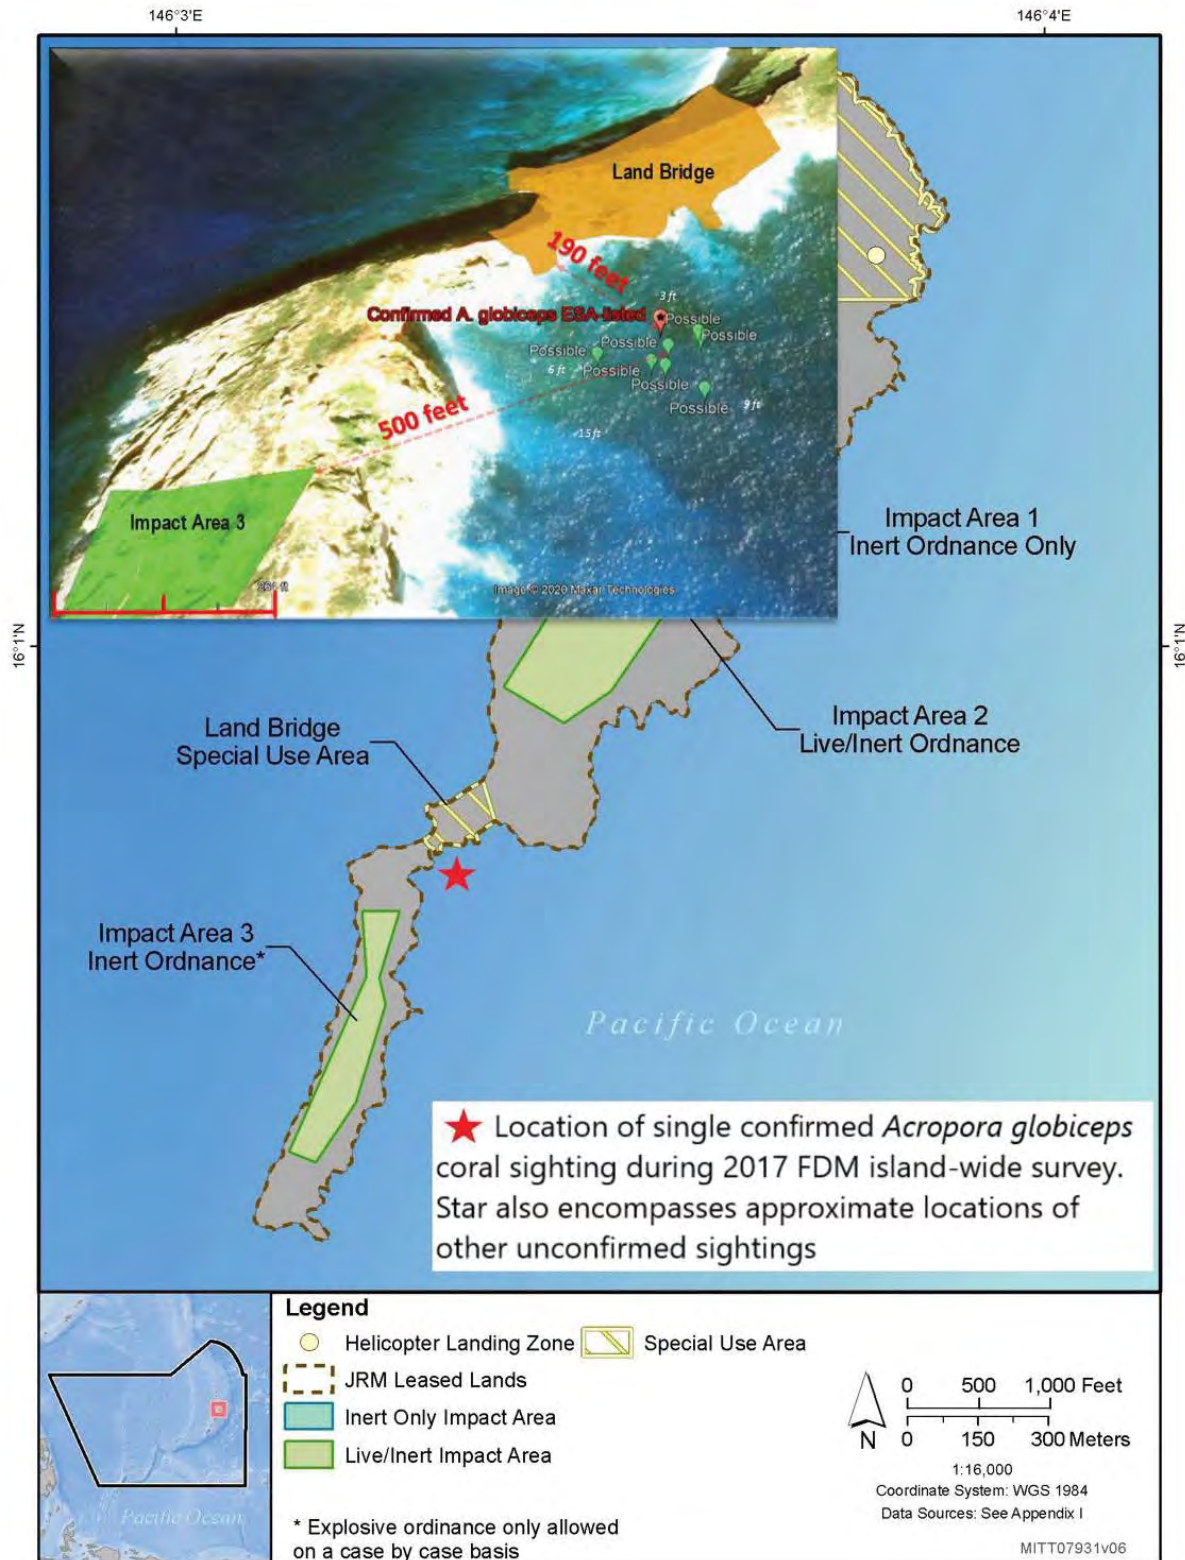 146°3'E
146°4'E
Land Bridge
190 feet
3 ft
Confirmed A. globiceps ESA-listed
Possible
Possible
Possible
Possible
6 ft
Possible
Possible
Possible
9 ft
500 feet
15 ft
Impact Area 3
Image © 2020 Maxar Technologies
Impact Area 1
Inert Ordnance Only
16°1'N
16°1'N
Land Bridge
Special Use Area
Impact Area 2
Live/Inert Ordnance
Impact Area 3
Inert Ordnance*
Pacific Ocean
Location of single confirmed Acropora globiceps
coral sighting during 2017 FDM island-wide survey.
Star also encompasses approximate locations of
other unconfirmed sightings
Legend
Helicopter Landing Zone
Special Use Area
JRM Leased Lands
Inert Only Impact Area
Live/Inert Impact Area
* Explosive ordinance only allowed
on a case by case basis
Pacific Ocean
N
0 500 1,000 Feet
0 150 300 Meters
1:16,000
Coordinate System: WGS 1984
Data Sources: See Appendix I
MITT07931v06